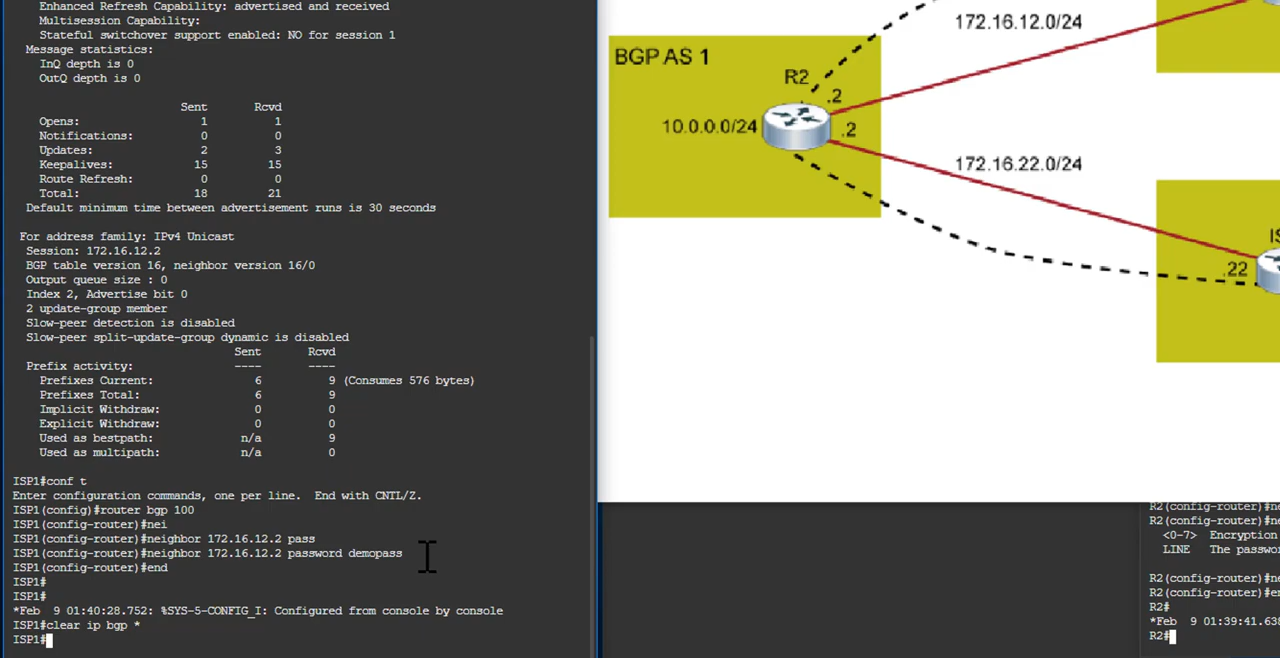 Enhanced Refresh Capability: advertised and received
Multisession Capability:
Stateful switchover support enabled: NO for session 1
Message statistics:
InQ depth is 0
OutQ depth is 0
Sent Rcvd
Opens: 1 1
Notifications: 0 0
Updates: 2 3
Keepalives: 15 15
Route Refresh: 0 0
Total: 18 21
Default minimum time between advertisement runs is 30 seconds
For address family: IPv4 Unicast
Session: 172.16.12.2
BGP table version 16, neighbor version 16/0
Output queue size : 0
Index 2, Advertise bit 0
2 update-group member
Slow-peer detection is disabled
Slow-peer split-update-group dynamic is disabled
Sent Rcvd
Prefix activity: ---- ----
Prefixes Current: 6 9 (Consumes 576 bytes)
Prefixes Total: 6 9
Implicit Withdraw: 0 0
Explicit Withdraw: 0 0
Used as bestpath: n/a 9
Used as multipath: n/a 0
ISP1#conf t
Enter configuration commands, one per line. End with CNTL/Z.
ISP1(config)#router bgp 100
ISP1(config-router)#nei
ISP1(config-router)#neighbor 172.16.12.2 pass
ISP1(config-router)#neighbor 172.16.12.2 password demopass
ISP1(config-router)#end
ISP1#
ISP1#
*Feb 9 01:40:28.752: %SYS-5-CONFIG_I: Configured from console by console
ISP1#clear ip bgp *
ISP1#
172.16.12.0/24
BGP AS 1
R2
.2
10.0.0.0/24
.2
172.16.22.0/24
IS
.22
R2(config-router)#ne
R2(config-router)#ne
<0-7> Encryption
LINE The passwo
R2(config-router)#ne
R2(config-router)#en
R2#
*Feb 9 01:39:41.638
R2#